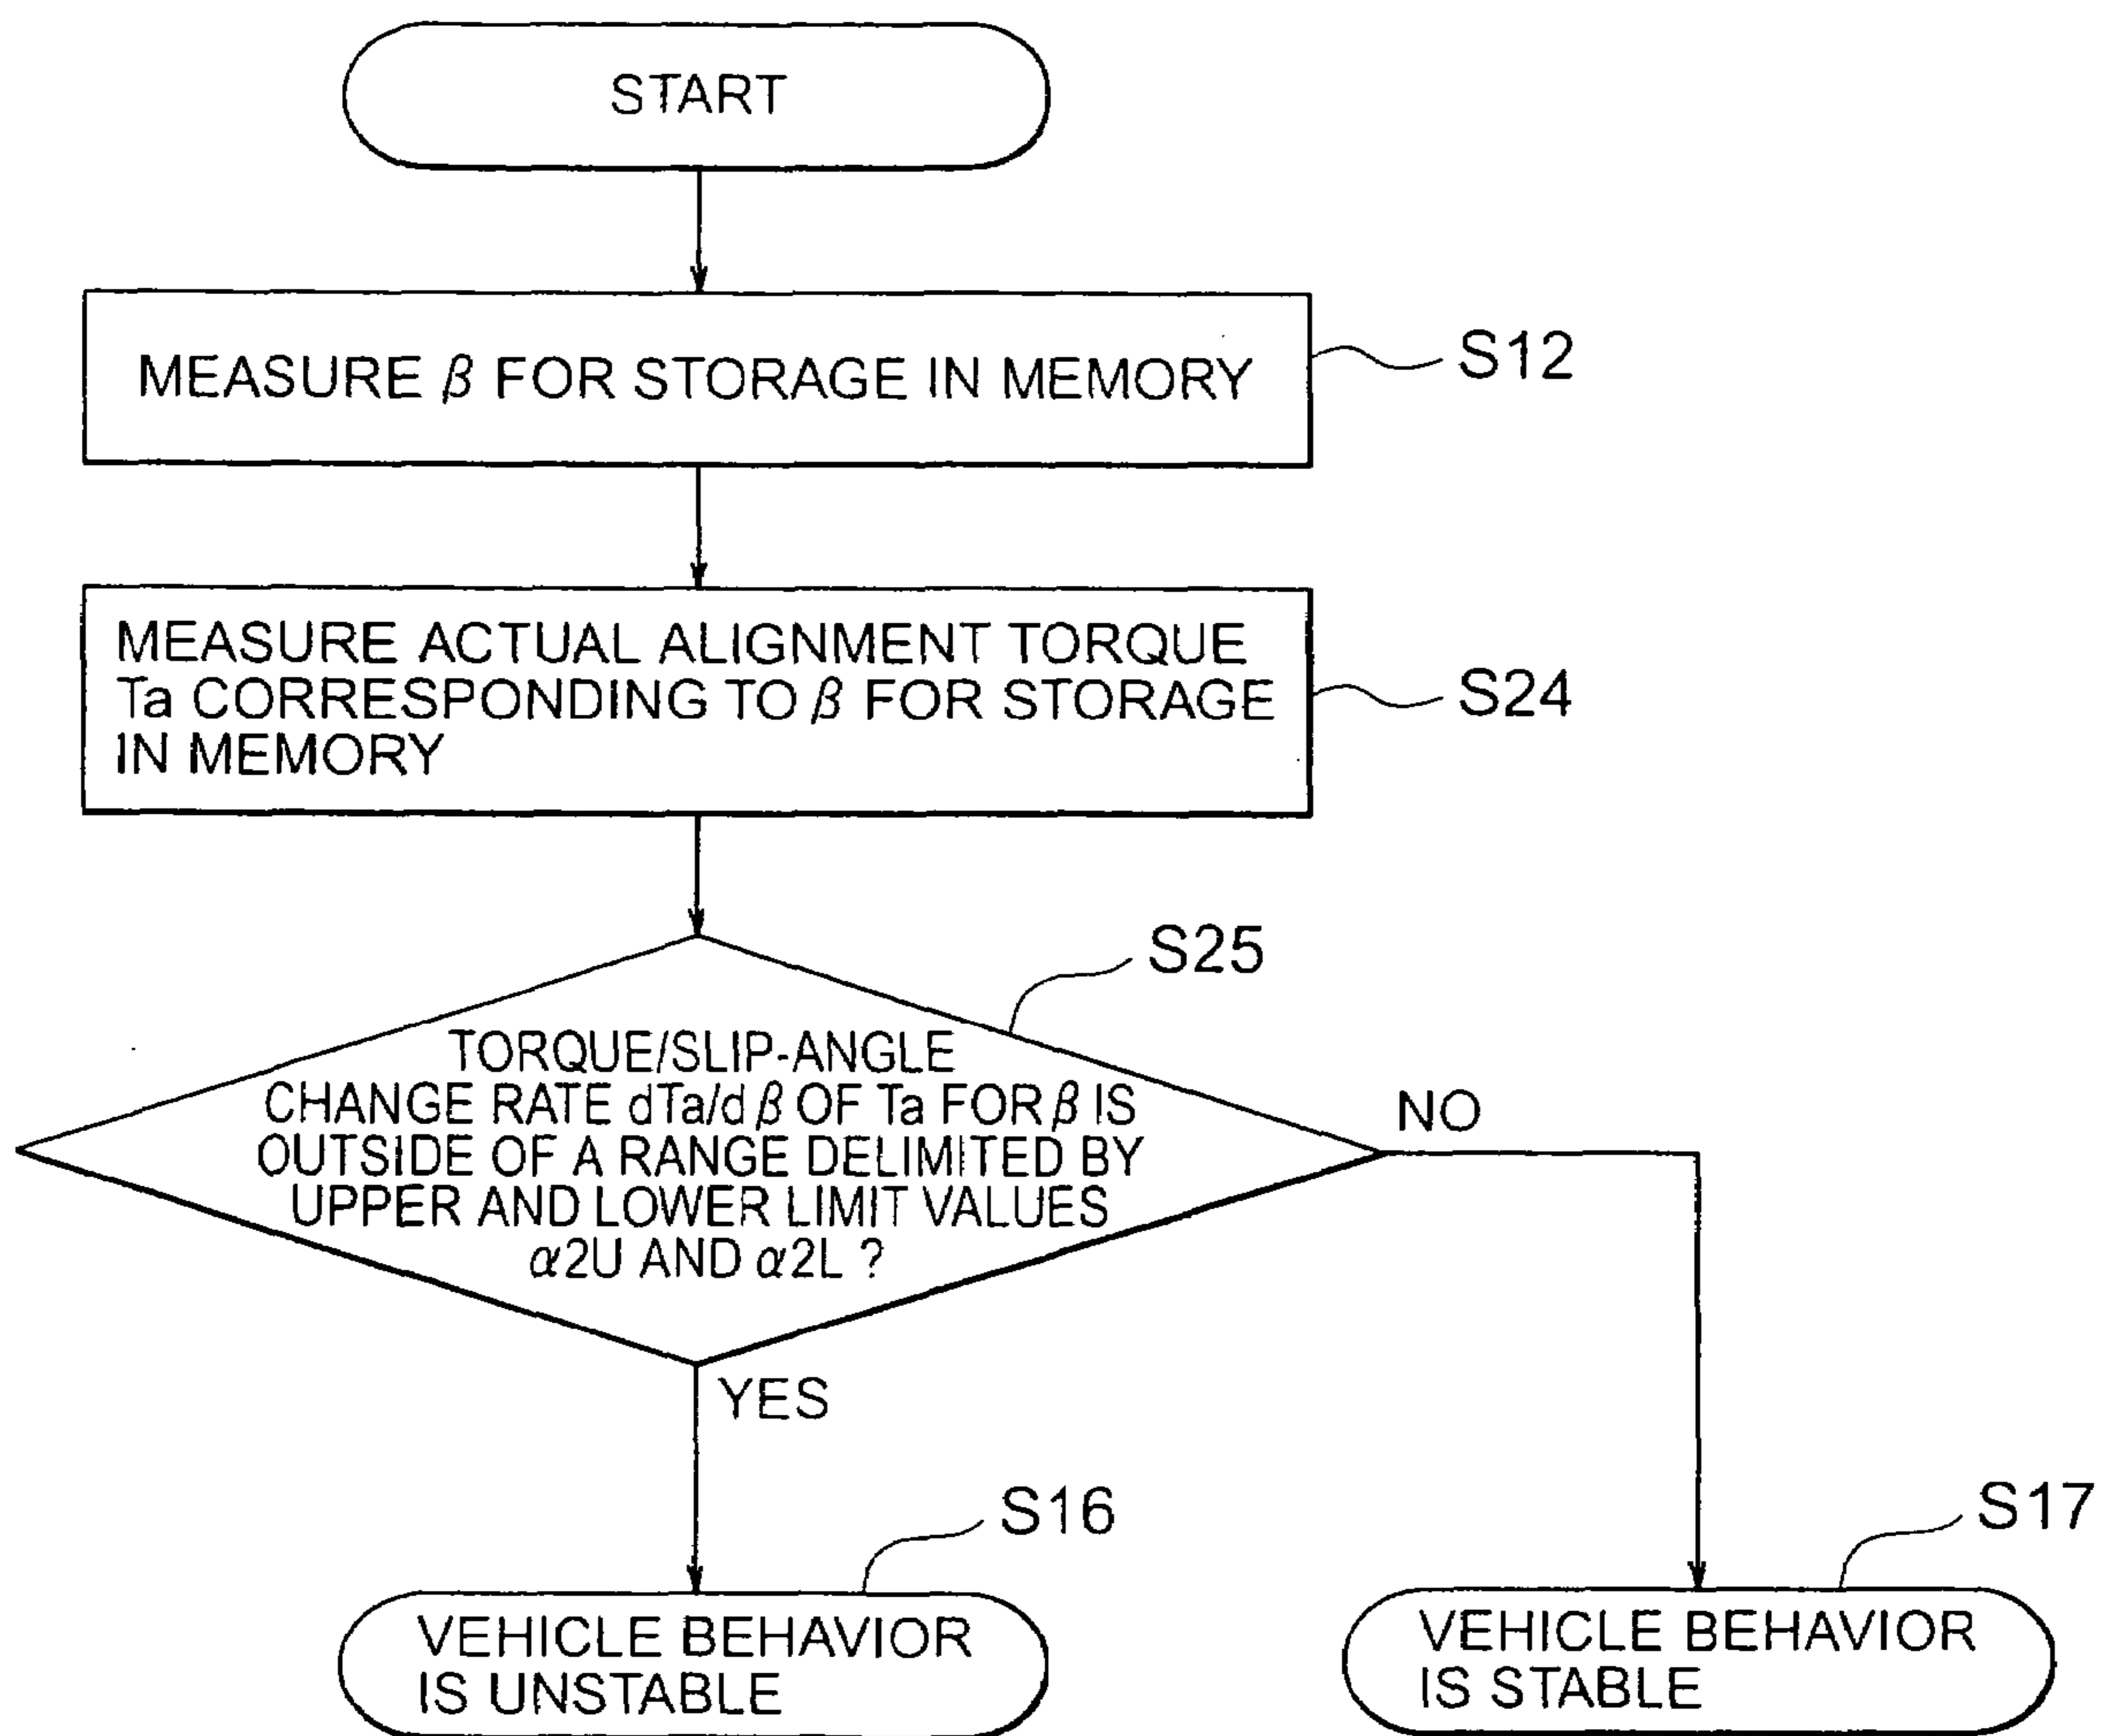 START
MEASURE β FOR STORAGE IN MEMORY
S12
MEASURE ACTUAL ALIGNMENT TORQUE
Ta CORRESPONDING TO β FOR STORAGE
IN MEMORY
S24
S25
TORQUE/SLIP-ANGLE
CHANGE RATE dTa/dβ OF Ta FOR β IS
OUTSIDE OF A RANGE DELIMITED BY
UPPER AND LOWER LIMIT VALUES
α2U AND α2L ?
NO
YES
S16
VEHICLE BEHAVIOR
IS UNSTABLE
S17
VEHICLE BEHAVIOR
IS STABLE